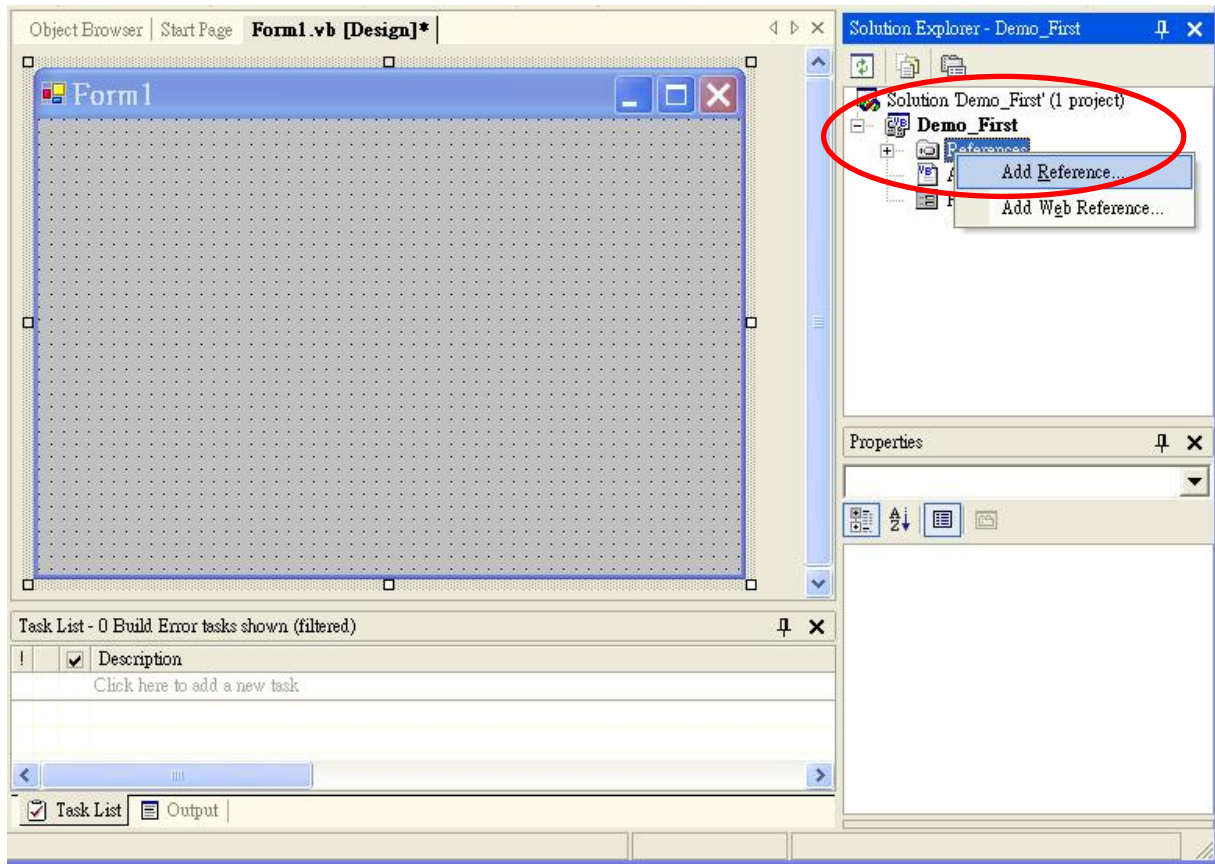 Object Browser | Start Page Form1.vb [Design]*
Form1
Solution Explorer - Demo_First
Solution 'Demo_First' (1 project)
Demo_First
References
Add Reference...
Add Web Reference...
Properties
Task List - 0 Build Error tasks shown (filtered)
! Description
Click here to add a new task
Task List Output